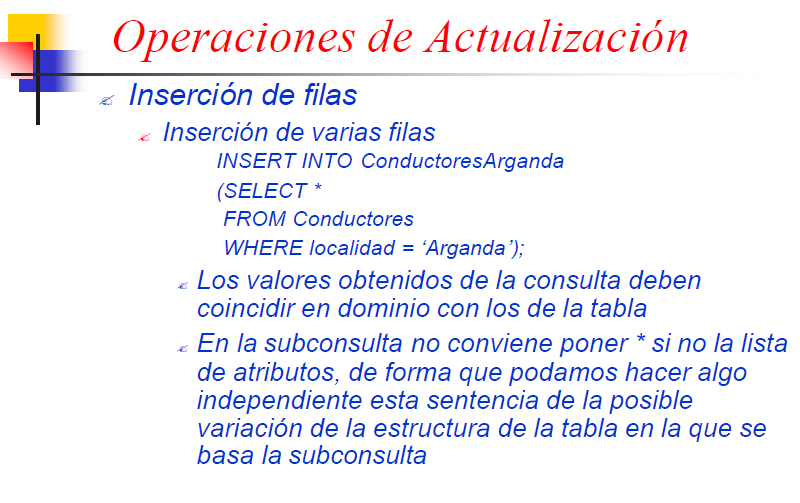 Operaciones de Actualización
Inserción de filas
Inserción de varias filas
INSERT INTO ConductoresArganda
(SELECT *
FROM Conductores
WHERE localidad = ‘Arganda’);
Los valores obtenidos de la consulta deben
coincidir en dominio con los de la tabla
En la subconsulta no conviene poner * si no la lista
de atributos, de forma que podamos hacer algo
independiente esta sentencia de la posible
variación de la estructura de la tabla en la que se
basa la subconsulta